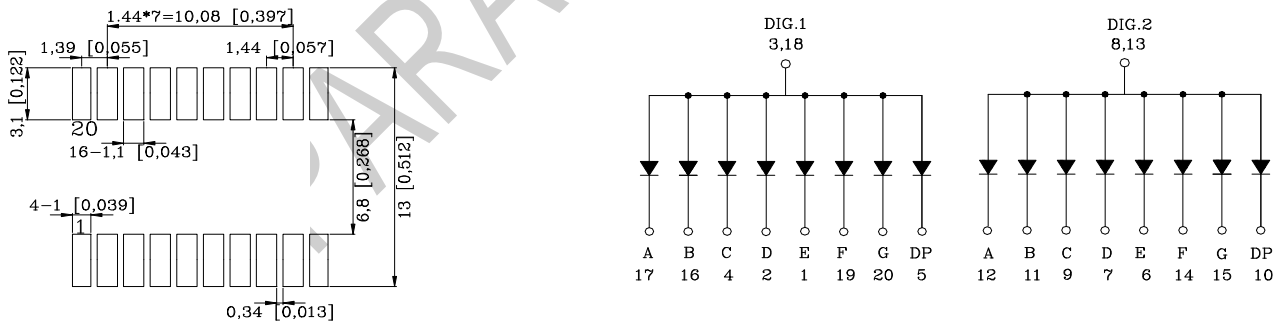 1.44*7=10,08 [0,397]
1,39 [0,055]
1,44 [0,057]
3,1 [0,122]
20
16-1,1 [0,043]
6,8 [0,268]
13 [0,512]
4-1 [0,039]
1
0,34 [0,013]
PARA
DIG.1
3,18
A B C D E F G DP
17 16 4 2 1 19 20 5
DIG.2
8,13
A B C D E F G DP
12 11 9 7 6 14 15 10